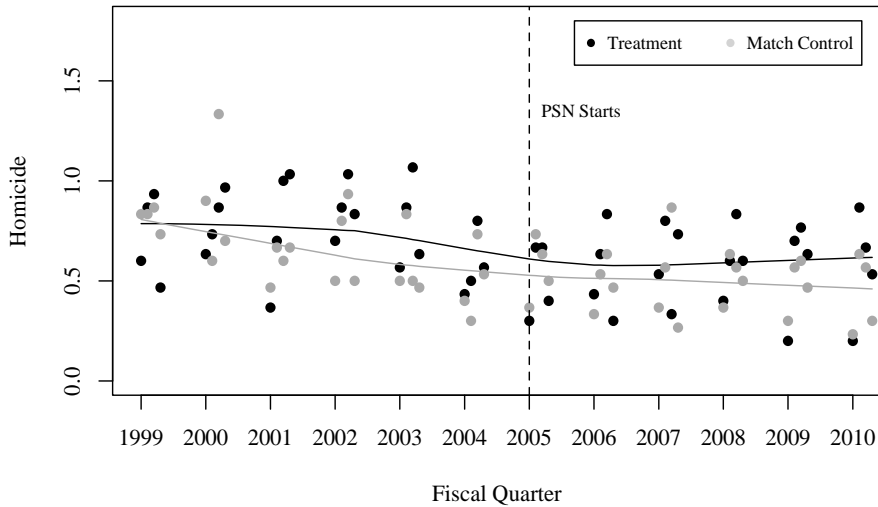 Treatment
Match Control
PSN Starts
Homicide
1.5
1.0
0.5
0.0
1999 2000 2001 2002 2003 2004 2005 2006 2007 2008 2009 2010
Fiscal Quarter